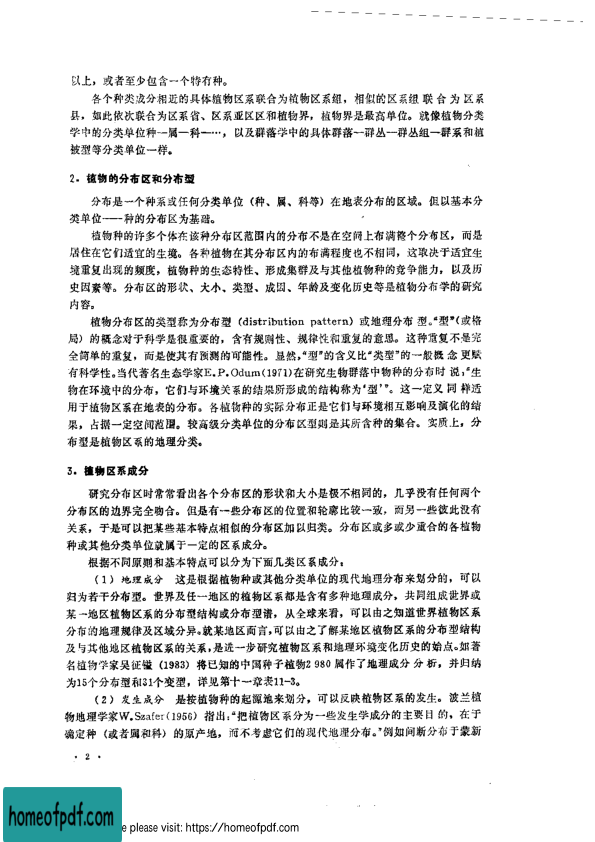 以上，或者至少包含一个特有种。
各个种类成分相近的具体植物区系联合为植物区系组，相似的区系组联合为区系
县，如此依次联合为区系省、区系亚区区和植物界，植物界是最高单位。就像植物分类
学中的分类单位种—属—科—…，以及群落学中的具体群落—群丛—群丛组—群系和植
被型等分类单位一样。
2．植物的分布区和分布型
分布是一个种系或任何分类单位（种、属、科等）在地表分布的区域。但以基本分
类单位——种的分布区为基础。
植物种的许多个体在该种分布区范围内的分布不是在空间上布满整个分布区，而是
居住在它们适宜的生境。各种植物在其分布区内的布满程度也不相同，这取决于适宜生
境重复出现的频度，植物种的生态特性、形成集群及与其他植物种的竞争能力，以及历
史因素等。分布区的形状、大小、类型、成因、年龄及变化历史等是植物分布学的研究
内容。
植物分布区的类型称为分布型（distribution pattern）或地理分布型。“型”（或格
局）的概念对于科学是很重要的，含有规则性、规律性和重复的意思。这种重复不是完
全简单的重复，而是使其有预测的可能性。显然，“型”的含义比“类型”的一般概念更赋
有科学性。当代著名生态学家E.P.Odum(1971)在研究生物群落中物种的分布时说：“生
物在环境中的分布，它们与环境关系的结果所形成的结构称为‘型’”。这一定义同样适
用于植物区系在地表的分布。各植物种的实际分布正是它们与环境相互影响及演化的结
果，占据一定空间范围。较高级分类单位的分布区型则是其所含种的集合。实质上，分
布型是植物区系的地理分类。
3．植物区系成分
研究分布区时常常看出各个分布区的形状和大小是极不相同的，几乎没有任何两个
分布区的边界完全吻合。但是有一些分布区的位置和轮廓比较一致，而另一些彼此没有
关系，于是可以把某些基本特点相似的分布区加以归类。分布区或多或少重合的各植物
种或其他分类单位就属于一定的区系成分。
根据不同原则和基本特点可以分为下面几类区系成分：
（1）地理成分　这是根据植物种或其他分类单位的现代地理分布来划分的，可以
归为若干分布型。世界及任一地区的植物区系都是含有多种地理成分，共同组成世界或
某一地区植物区系的分布型结构或分布型谱，从全球来看，可以由之知道世界植物区系
分布的地理规律及区域分异。就某地区而言，可以由之了解某地区植物区系的分布型结构
及与其他地区植物区系的关系，是进一步研究植物区系和地理环境变化历史的始点。如著
名植物学家吴征镒（1983）将已知的中国种子植物2 980属作了地理成分分析，并归纳
为15个分布型和31个变型，详见第十一章表11-3。
（2）发生成分　是按植物种的起源地来划分，可以反映植物区系的发生。波兰植
物地理学家W.Szafer(1956)指出：“把植物区系分为一些发生学成分的主要目的，在于
确定种（或者属和科）的原产地，而不考虑它们的现代地理分布。”例如间断分布于蒙新
· 2 ·
homeofpdf.com
e please visit: https://homeofpdf.com